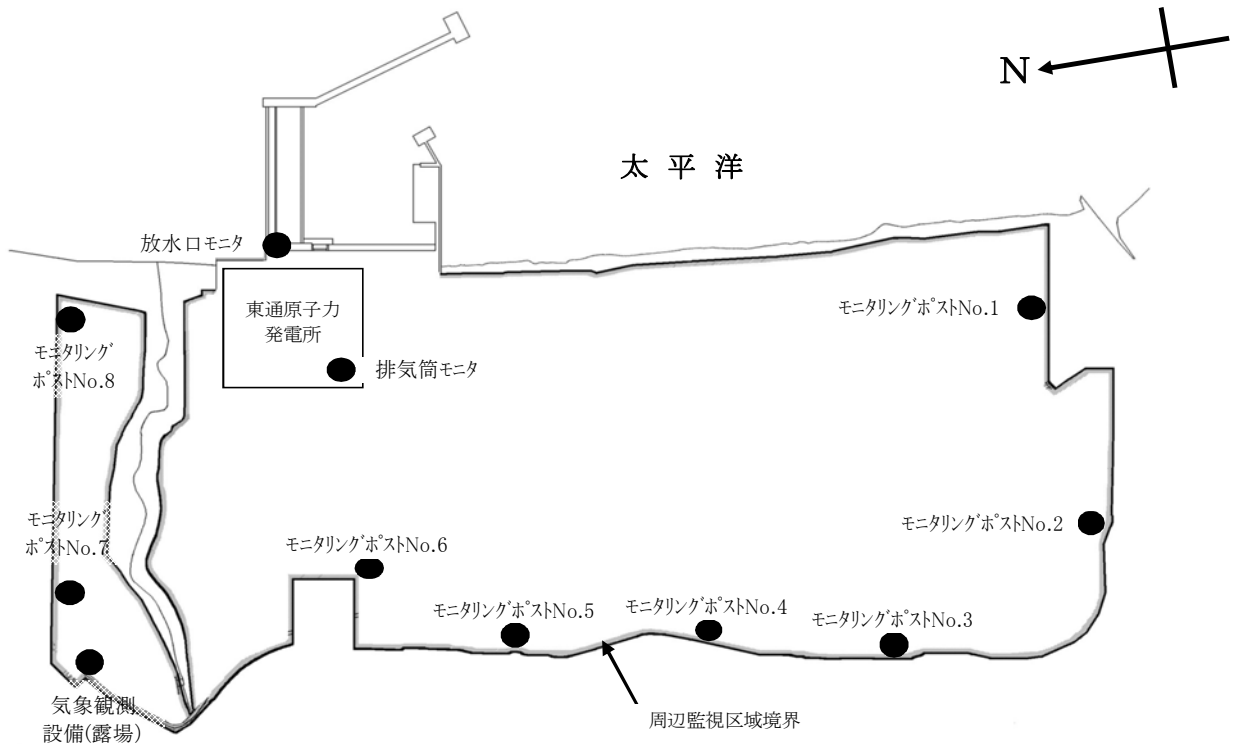 N
太平洋
放水口モニタ
東通原子力
発電所
モニタリングポストNo.1
モニタリング
ポストNo.8
排気筒モニタ
モニタリング
ポストNo.7
モニタリングポストNo.2
モニタリングポストNo.6
モニタリングポストNo.5
モニタリングポストNo.4
モニタリングポストNo.3
気象観測
設備(露場)
周辺監視区域境界